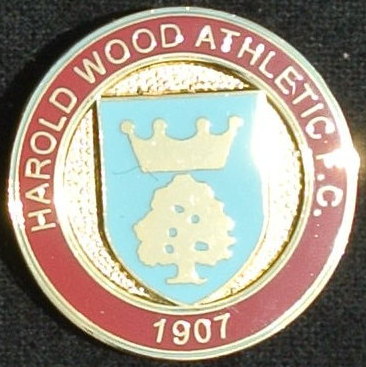 HAROLD WOOD ATHLETIC F.C.
1907